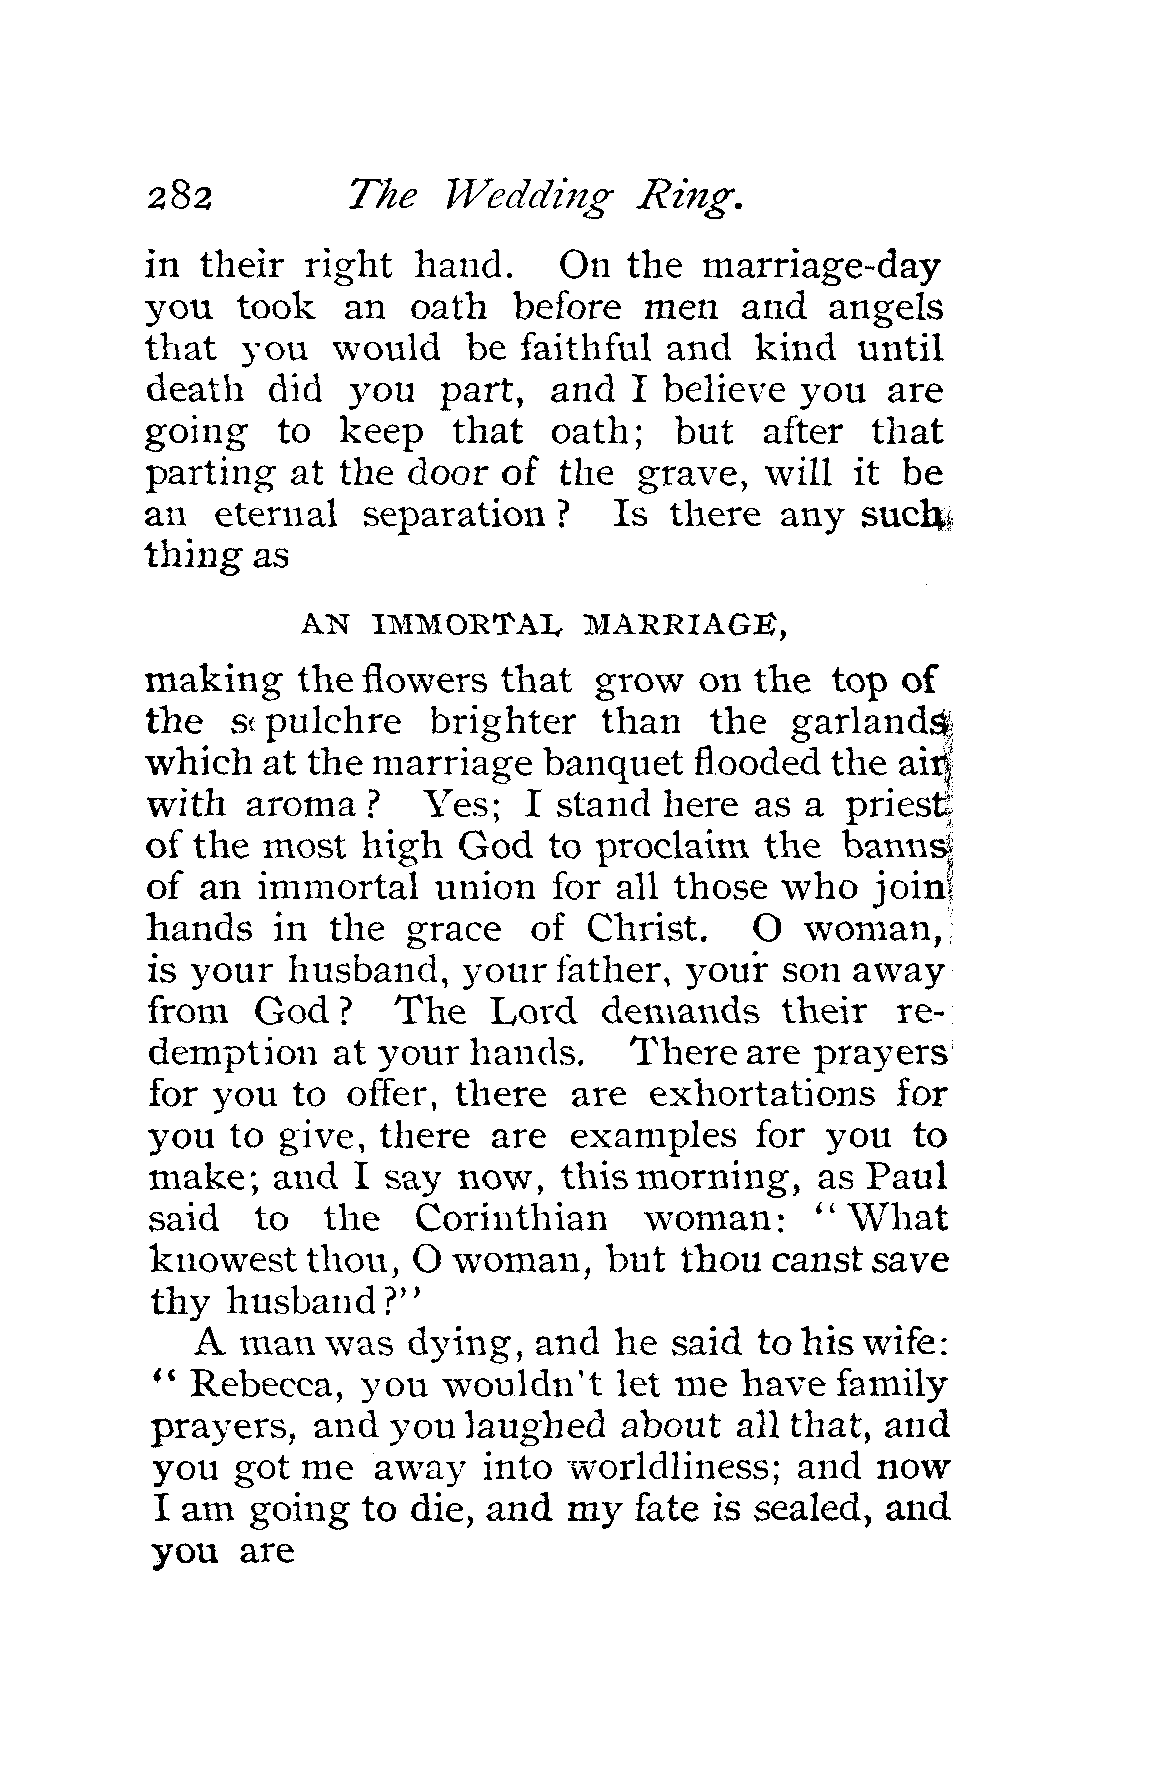 282 The Wedding Ring.
in their right hand. On the marriage-day
you took an oath before men and angels
that you would be faithful and kind until
death did you part, and I believe you are
going to keep that oath; but after that
parting at the door of the grave, will it be
an eternal separation? Is there any such
thing as
AN IMMORTAL MARRIAGE,
making the flowers that grow on the top of
the sepulchre brighter than the garlands
which at the marriage banquet flooded the air
with aroma? Yes; I stand here as a priest
of the most high God to proclaim the banns
of an immortal union for all those who join
hands in the grace of Christ. O woman,
is your husband, your father, your son away
from God? The Lord demands their re-
demption at your hands. There are prayers
for you to offer, there are exhortations for
you to give, there are examples for you to
make; and I say now, this morning, as Paul
said to the Corinthian woman: "What
knowest thou, O woman, but thou canst save
thy husband?"
A man was dying, and he said to his wife:
"Rebecca, you wouldn't let me have family
prayers, and you laughed about all that, and
you got me away into worldliness; and now
I am going to die, and my fate is sealed, and
you are